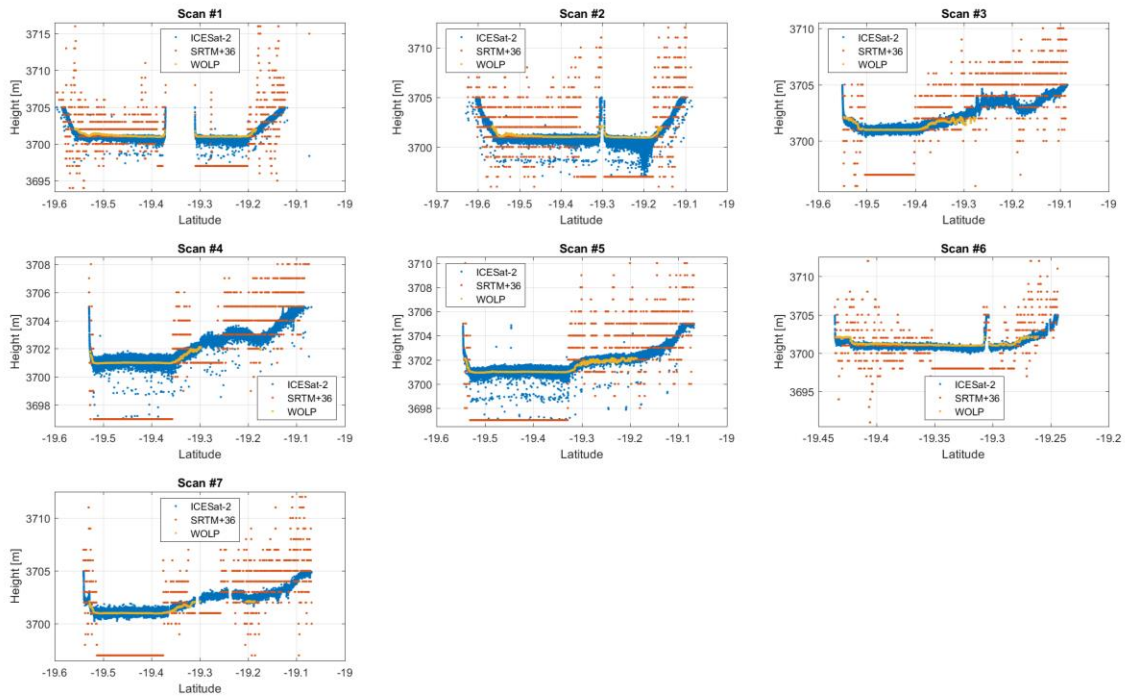 Scan #1
3715
3710
3705
3700
3695
Height [m]
ICESat-2
SRTM+36
WOLP
-19.6
-19.5
-19.4
-19.3
-19.2
-19.1
-19
Latitude
Scan #2
3710
3705
3700
Height [m]
ICESat-2
SRTM+36
WOLP
-19.7
-19.6
-19.5
-19.4
-19.3
-19.2
-19.1
-19
Latitude
Scan #3
3710
3705
3700
Height [m]
ICESat-2
SRTM+36
WOLP
-19.6
-19.5
-19.4
-19.3
-19.2
-19.1
-19
Latitude
Scan #4
3708
3706
3704
3702
3700
3698
Height [m]
ICESat-2
SRTM+36
WOLP
-19.6
-19.5
-19.4
-19.3
-19.2
-19.1
-19
Latitude
Scan #5
3710
3708
3706
3704
3702
3700
3698
Height [m]
ICESat-2
SRTM+36
WOLP
-19.6
-19.5
-19.4
-19.3
-19.2
-19.1
-19
Latitude
Scan #6
3710
3705
3700
3695
Height [m]
ICESat-2
SRTM+36
WOLP
-19.45
-19.4
-19.35
-19.3
-19.25
-19.2
Latitude
Scan #7
3710
3705
3700
Height [m]
ICESat-2
SRTM+36
WOLP
-19.6
-19.5
-19.4
-19.3
-19.2
-19.1
-19
Latitude